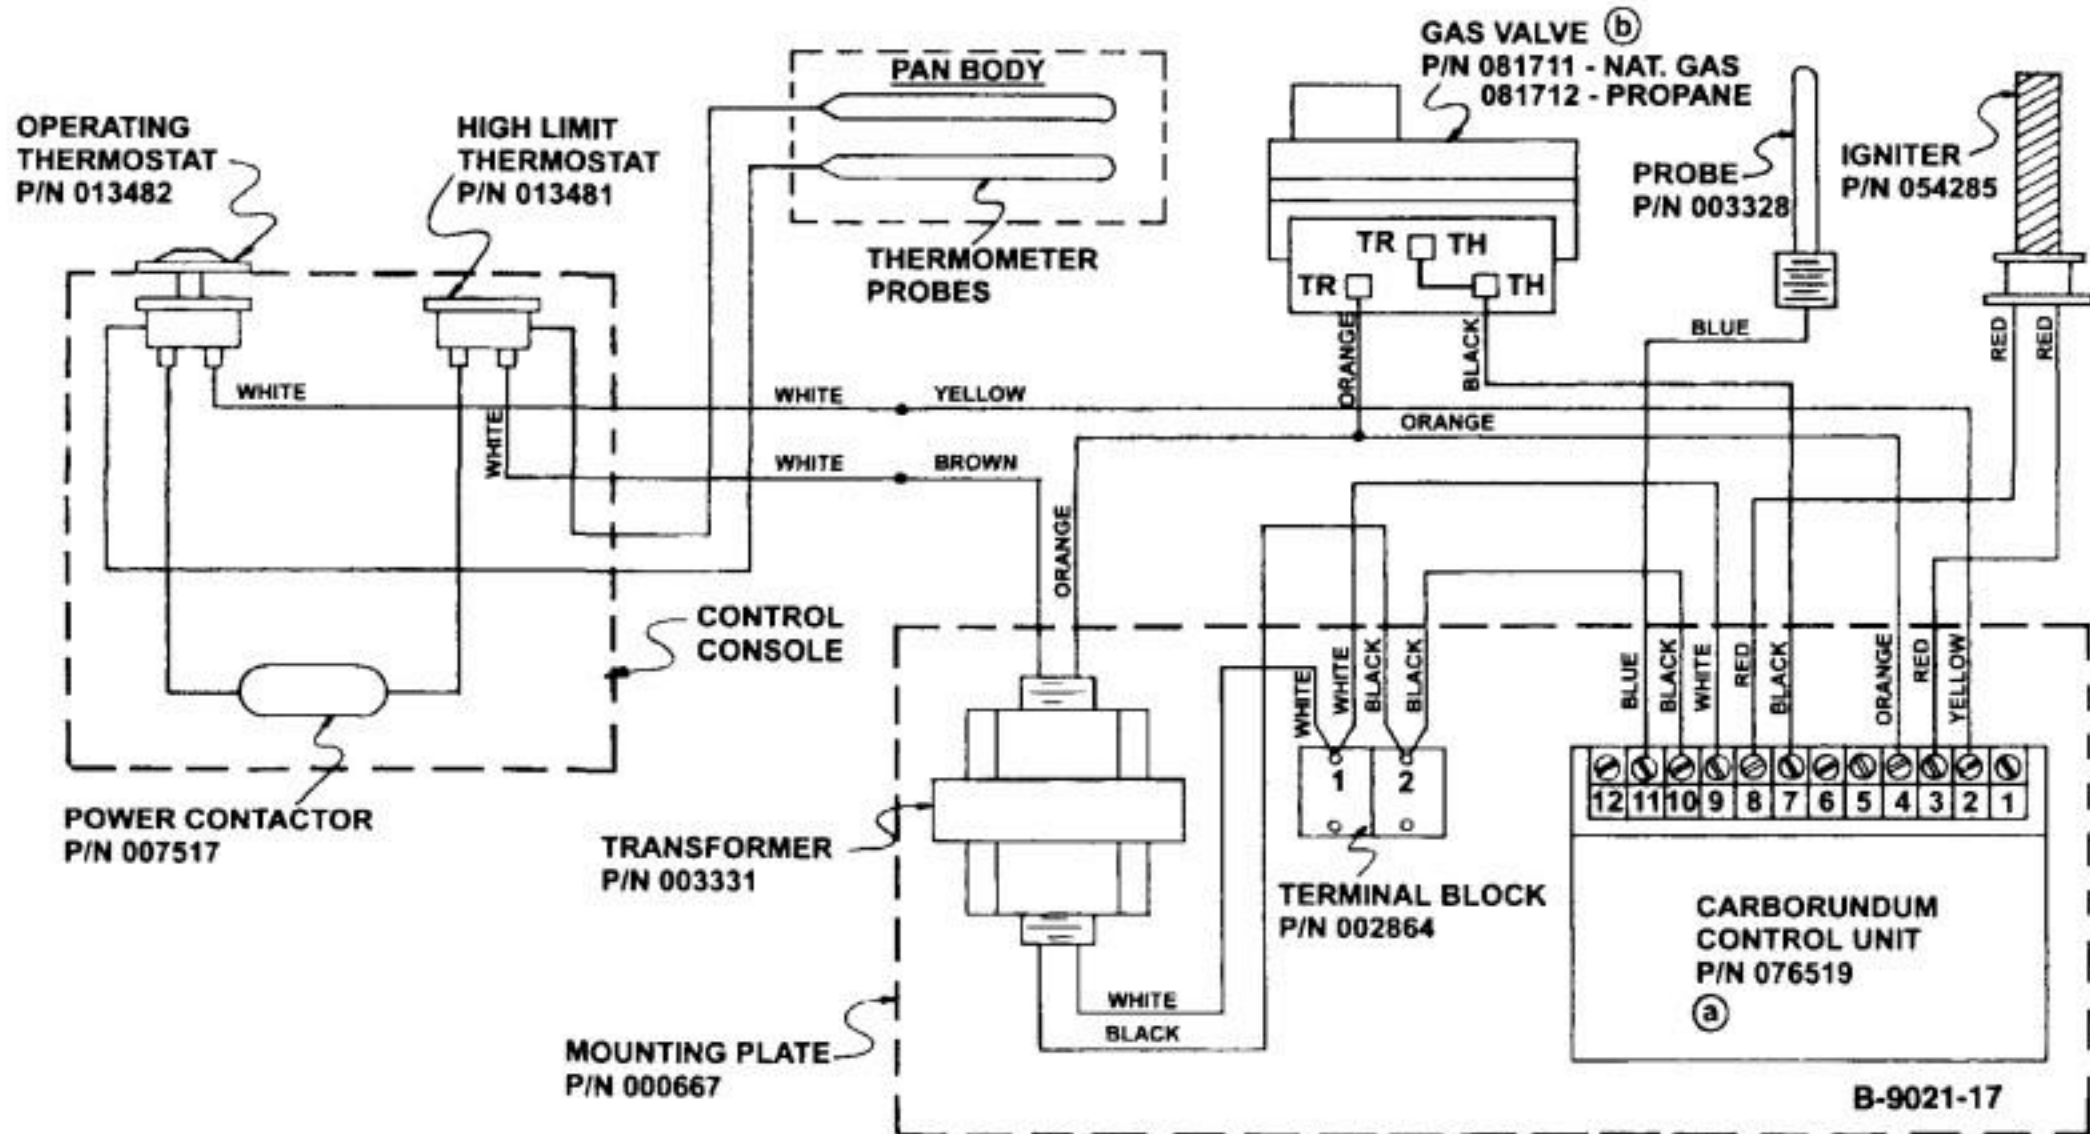 OPERATING
THERMOSTAT
P/N 013482
HIGH LIMIT
THERMOSTAT
P/N 013481
PAN BODY
THERMOMETER
PROBES
GAS VALVE ⓑ
P/N 081711 - NAT. GAS
081712 - PROPANE
TR TH
TR TH
PROBE
P/N 003328
IGNITER
P/N 054285
ORANGE
BLACK
BLUE
RED
RED
WHITE
WHITE YELLOW
ORANGE
WHITE
WHITE BROWN
ORANGE
CONTROL
CONSOLE
POWER CONTACTOR
P/N 007517
WHITE
WHITE
BLACK
BLACK
BLUE
BLACK
WHITE
RED
BLACK
ORANGE
RED
YELLOW
1 2
12 11 10 9 8 7 6 5 4 3 2 1
TRANSFORMER
P/N 003331
TERMINAL BLOCK
P/N 002864
CARBORUNDUM
CONTROL UNIT
P/N 076519
ⓐ
WHITE
BLACK
MOUNTING PLATE
P/N 000667
B-9021-17